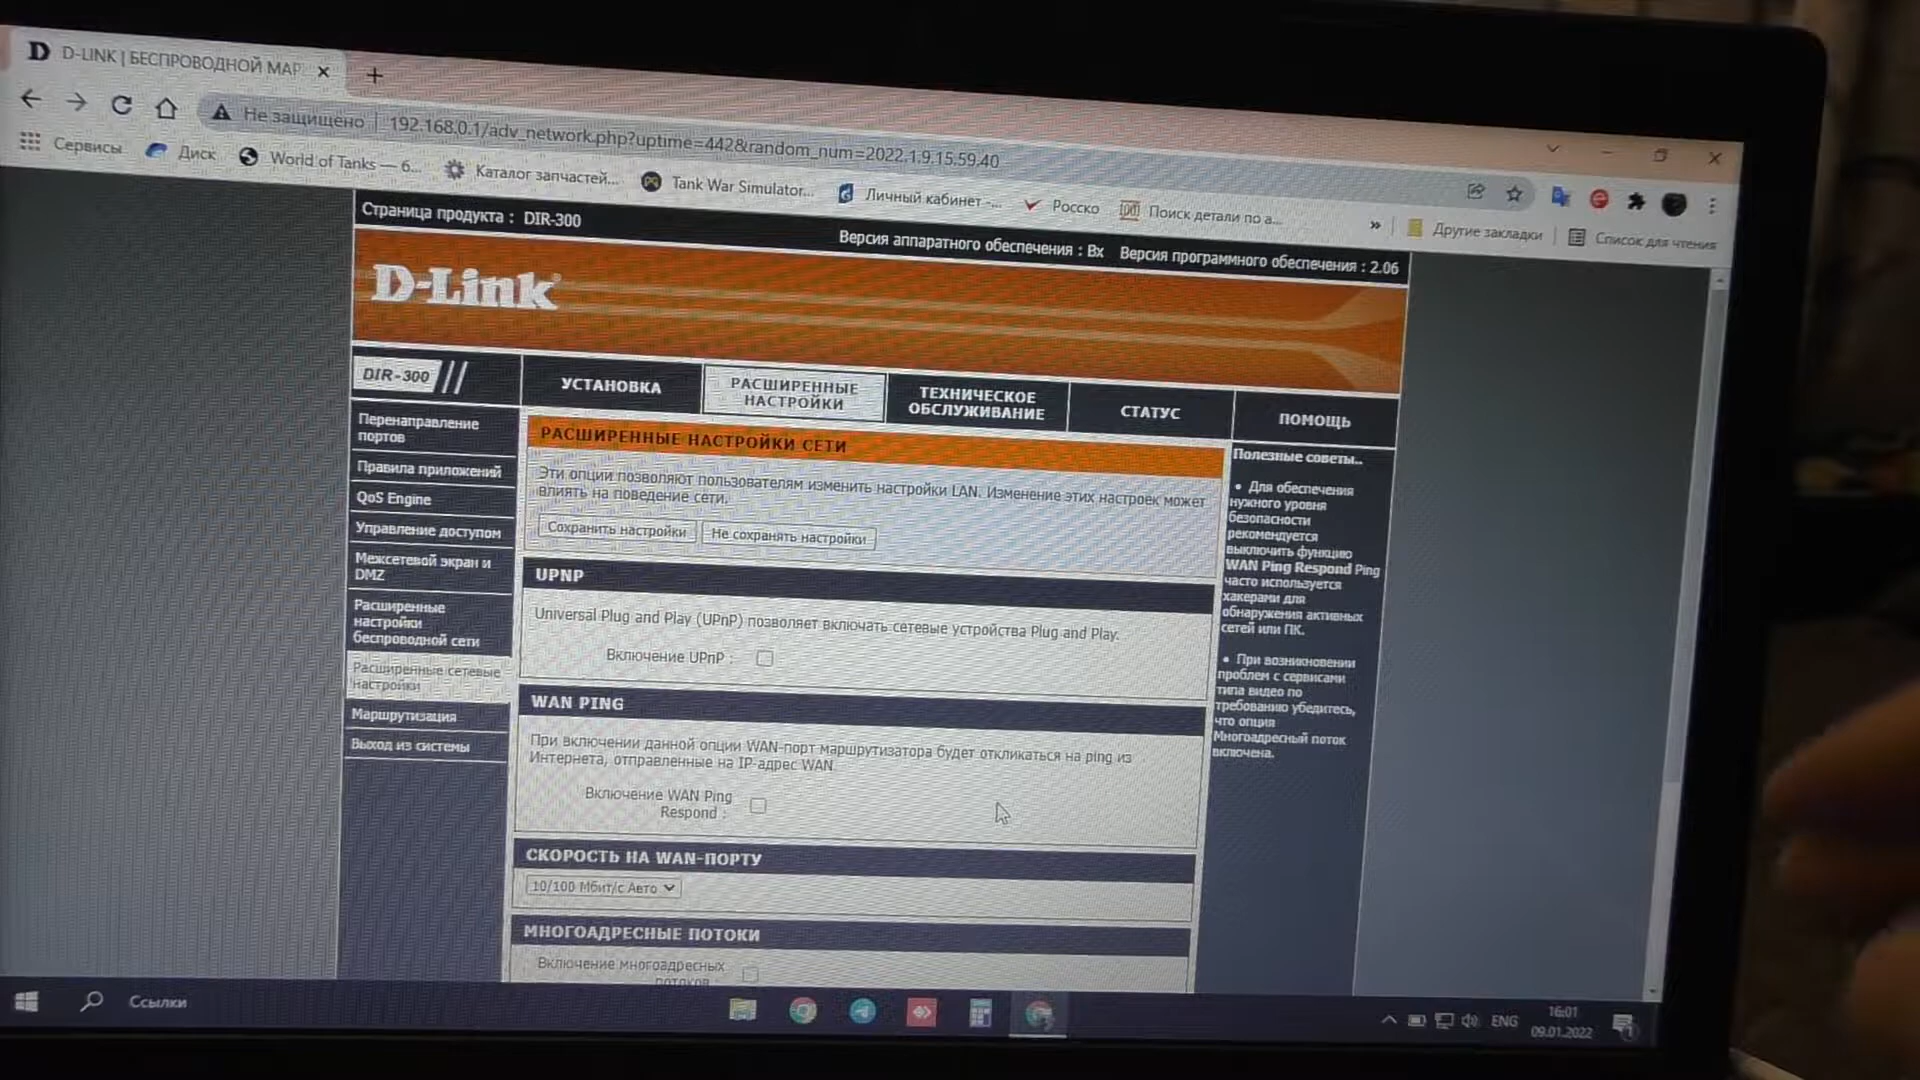 D D-LINK | БЕСПРОВОДНОЙ МАР
Не защищено | 192.168.0.1/adv_network.php?uptime=442&random_num=2022.1.9.15.59.40
Сервисы Диск World of Tanks — 6... Каталог запчастей... Tank War Simulator... Личный кабинет -... Росско Поиск детали по а... » Другие закладки Список для чтения
Страница продукта : DIR-300 Версия аппаратного обеспечения : Bx Версия программного обеспечения : 2.06
D-Link
DIR-300
УСТАНОВКА
РАСШИРЕННЫЕ
НАСТРОЙКИ
ТЕХНИЧЕСКОЕ
ОБСЛУЖИВАНИЕ
СТАТУС
ПОМОЩЬ
Перенаправление
портов
Правила приложений
QoS Engine
Управление доступом
Межсетевой экран и
DMZ
Расширенные
настройки
беспроводной сети
Расширенные сетевые
настройки
Маршрутизация
Выход из системы
РАСШИРЕННЫЕ НАСТРОЙКИ СЕТИ
Эти опции позволяют пользователям изменить настройки LAN. Изменение этих настроек может
влиять на поведение сети.
Сохранить настройки Не сохранять настройки
UPNP
Universal Plug and Play (UPnP) позволяет включать сетевые устройства Plug and Play.
Включение UPnP :
WAN PING
При включении данной опции WAN-порт маршрутизатора будет откликаться на ping из
Интернета, отправленные на IP-адрес WAN.
Включение WAN Ping
Respond :
СКОРОСТЬ НА WAN-ПОРТУ
10/100 Мбит/с Авто
МНОГОАДРЕСНЫЕ ПОТОКИ
Включение многоадресных
потоков :
Полезные советы..
• Для обеспечения
нужного уровня
безопасности
рекомендуется
выключить функцию
WAN Ping Respond Ping
часто используется
хакерами для
обнаружения активных
сетей или ПК.
• При возникновении
проблем с сервисами
типа видео по
требованию убедитесь,
что опция
Многоадресный поток
включена.
Ссылки
ENG
16:01
09.01.2022
1